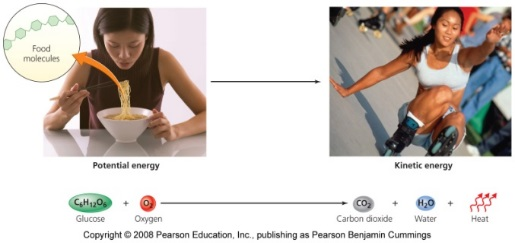 Food
molecules
Potential energy
Kinetic energy
C₆H₁₂O₆ + O₂ CO₂ + H₂O +
Glucose Oxygen Carbon dioxide Water Heat
Copyright © 2008 Pearson Education, Inc., publishing as Pearson Benjamin Cummings